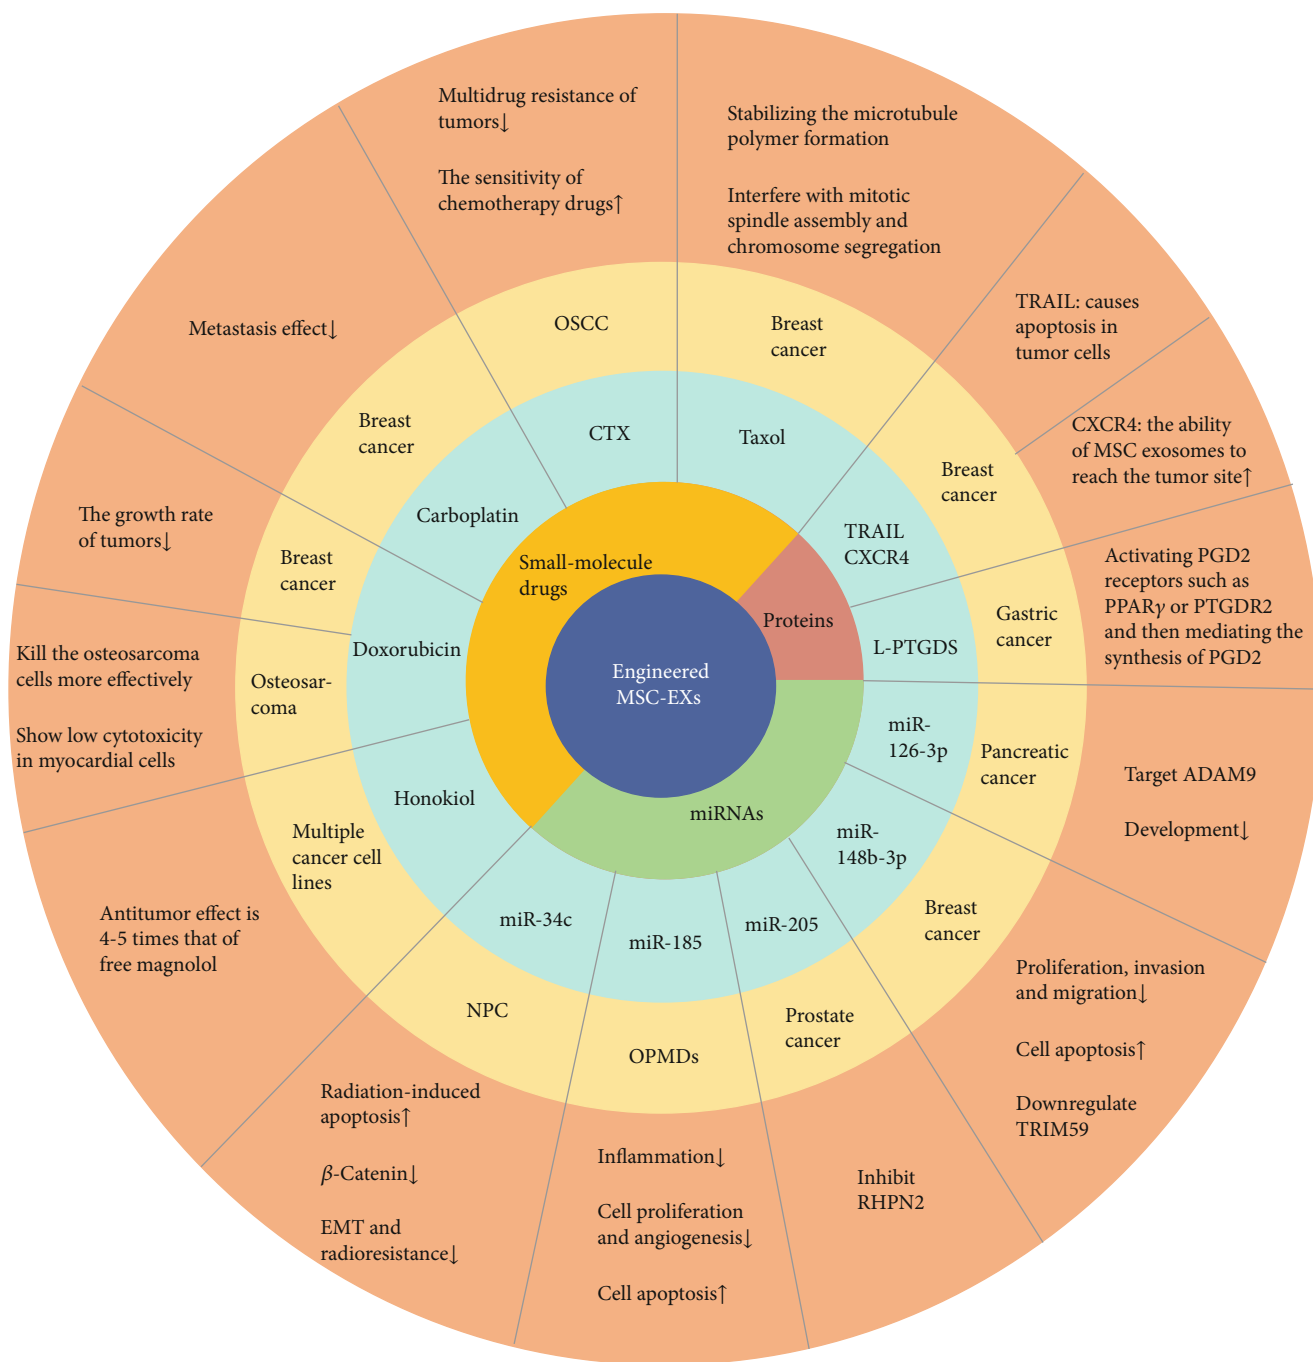 Multidrug resistance of
tumors↓
The sensitivity of
chemotherapy drugs↑
Stabilizing the microtubule
polymer formation
Interfere with mitotic
spindle assembly and
chromosome segregation
TRAIL: causes
apoptosis in
tumor cells
CXCR4: the ability
of MSC exosomes to
reach the tumor site↑
Activating PGD2
receptors such as
PPARγ or PTGDR2
and then mediating the
synthesis of PGD2
Target ADAM9
Development↓
Proliferation, invasion
and migration↓
Cell apoptosis↑
Downregulate
TRIM59
Inhibit
RHPN2
Inflammation↓
Cell proliferation
and angiogenesis↓
Cell apoptosis↑
Radiation-induced
apoptosis↑
β-Catenin↓
EMT and
radioresistance↓
Antitumor effect is
4-5 times that of
free magnolol
Kill the osteosarcoma
cells more effectively
Show low cytotoxicity
in myocardial cells
The growth rate
of tumors↓
Metastasis effect↓
OSCC
Breast
cancer
Breast
cancer
Gastric
cancer
Pancreatic
cancer
Breast
cancer
Prostate
cancer
OPMDs
NPC
Multiple
cancer cell
lines
Osteosar-
coma
Breast
cancer
Breast
cancer
CTX
Taxol
TRAIL
CXCR4
L-PTGDS
miR-
126-3p
miR-
148b-3p
miR-205
miR-185
miR-34c
Honokiol
Doxorubicin
Carboplatin
Small-molecule
drugs
Proteins
miRNAs
Engineered
MSC-EXs